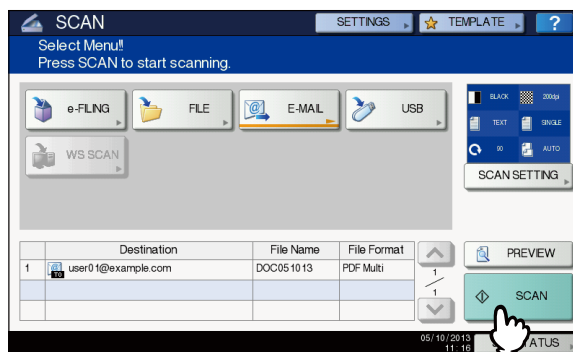 SCAN
SETTINGS
TEMPLATE
?
Select Menu!!
Press SCAN to start scanning.
e-FILING
FILE
E-MAIL
USB
WS SCAN
BLACK
200dpi
TEXT
SINGLE
90
AUTO
SCAN SETTING
Destination File Name File Format
1 TO user01@example.com DOC051013 PDF Multi
1
1
PREVIEW
SCAN
05/10/2013
11:16
ATUS